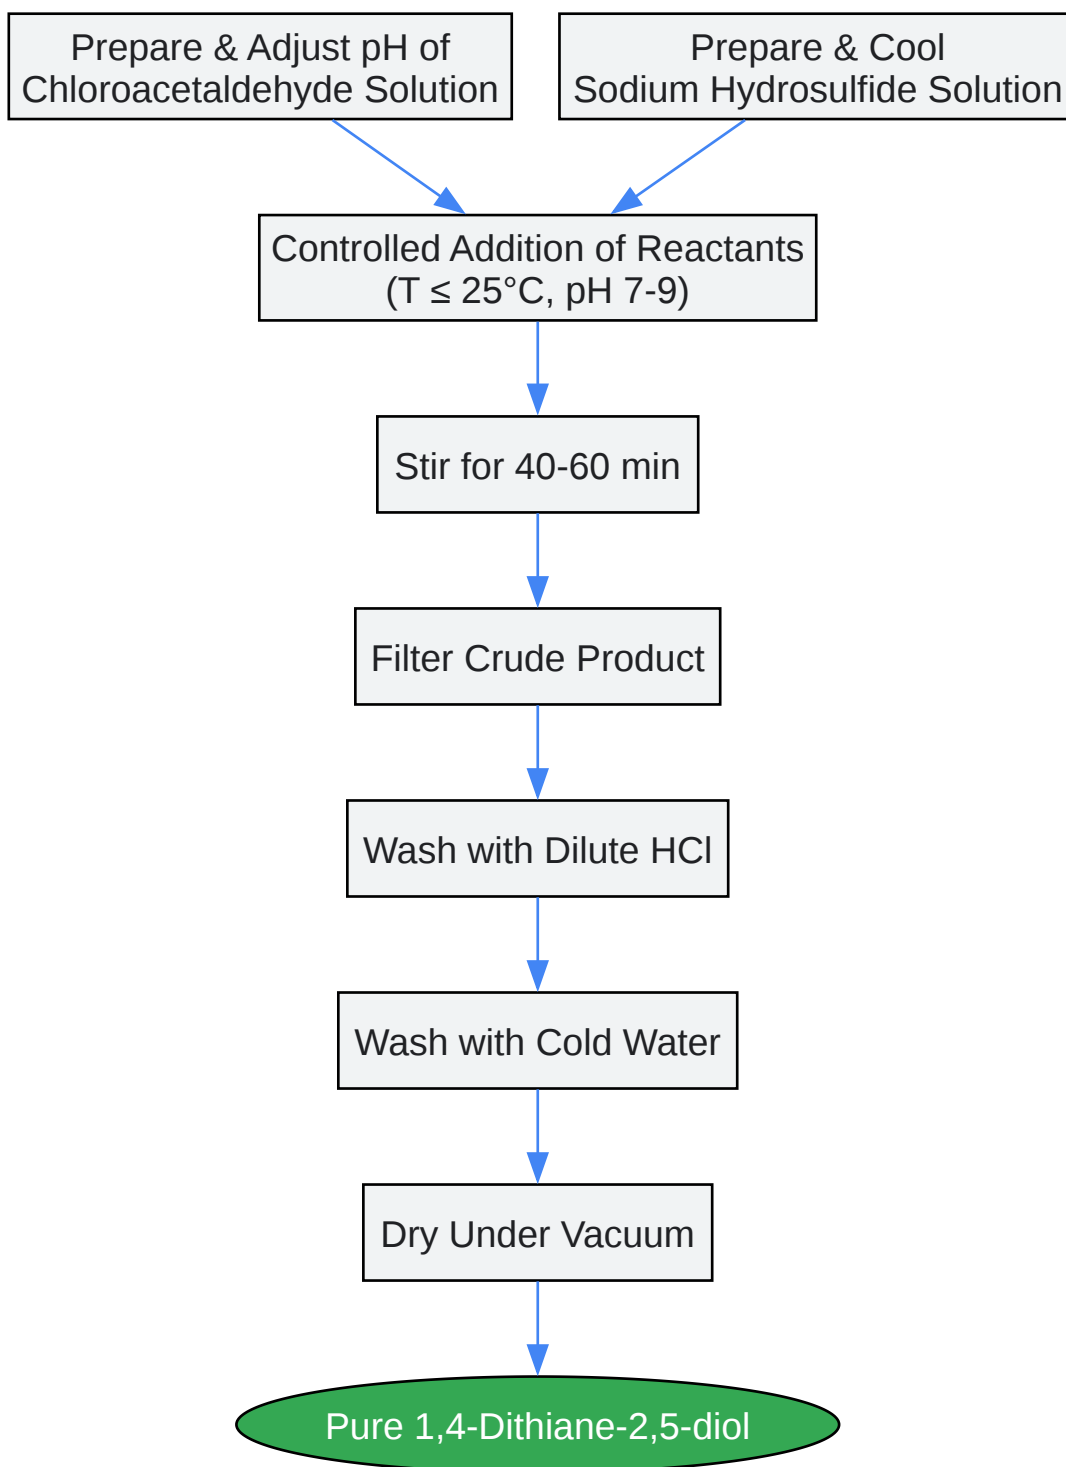 Prepare & Adjust pH of
Chloroacetaldehyde Solution
Prepare & Cool
Sodium Hydrosulfide Solution
Controlled Addition of Reactants
(T ≤ 25°C, pH 7-9)
Stir for 40-60 min
Filter Crude Product
Wash with Dilute HCl
Wash with Cold Water
Dry Under Vacuum
Pure 1,4-Dithiane-2,5-diol